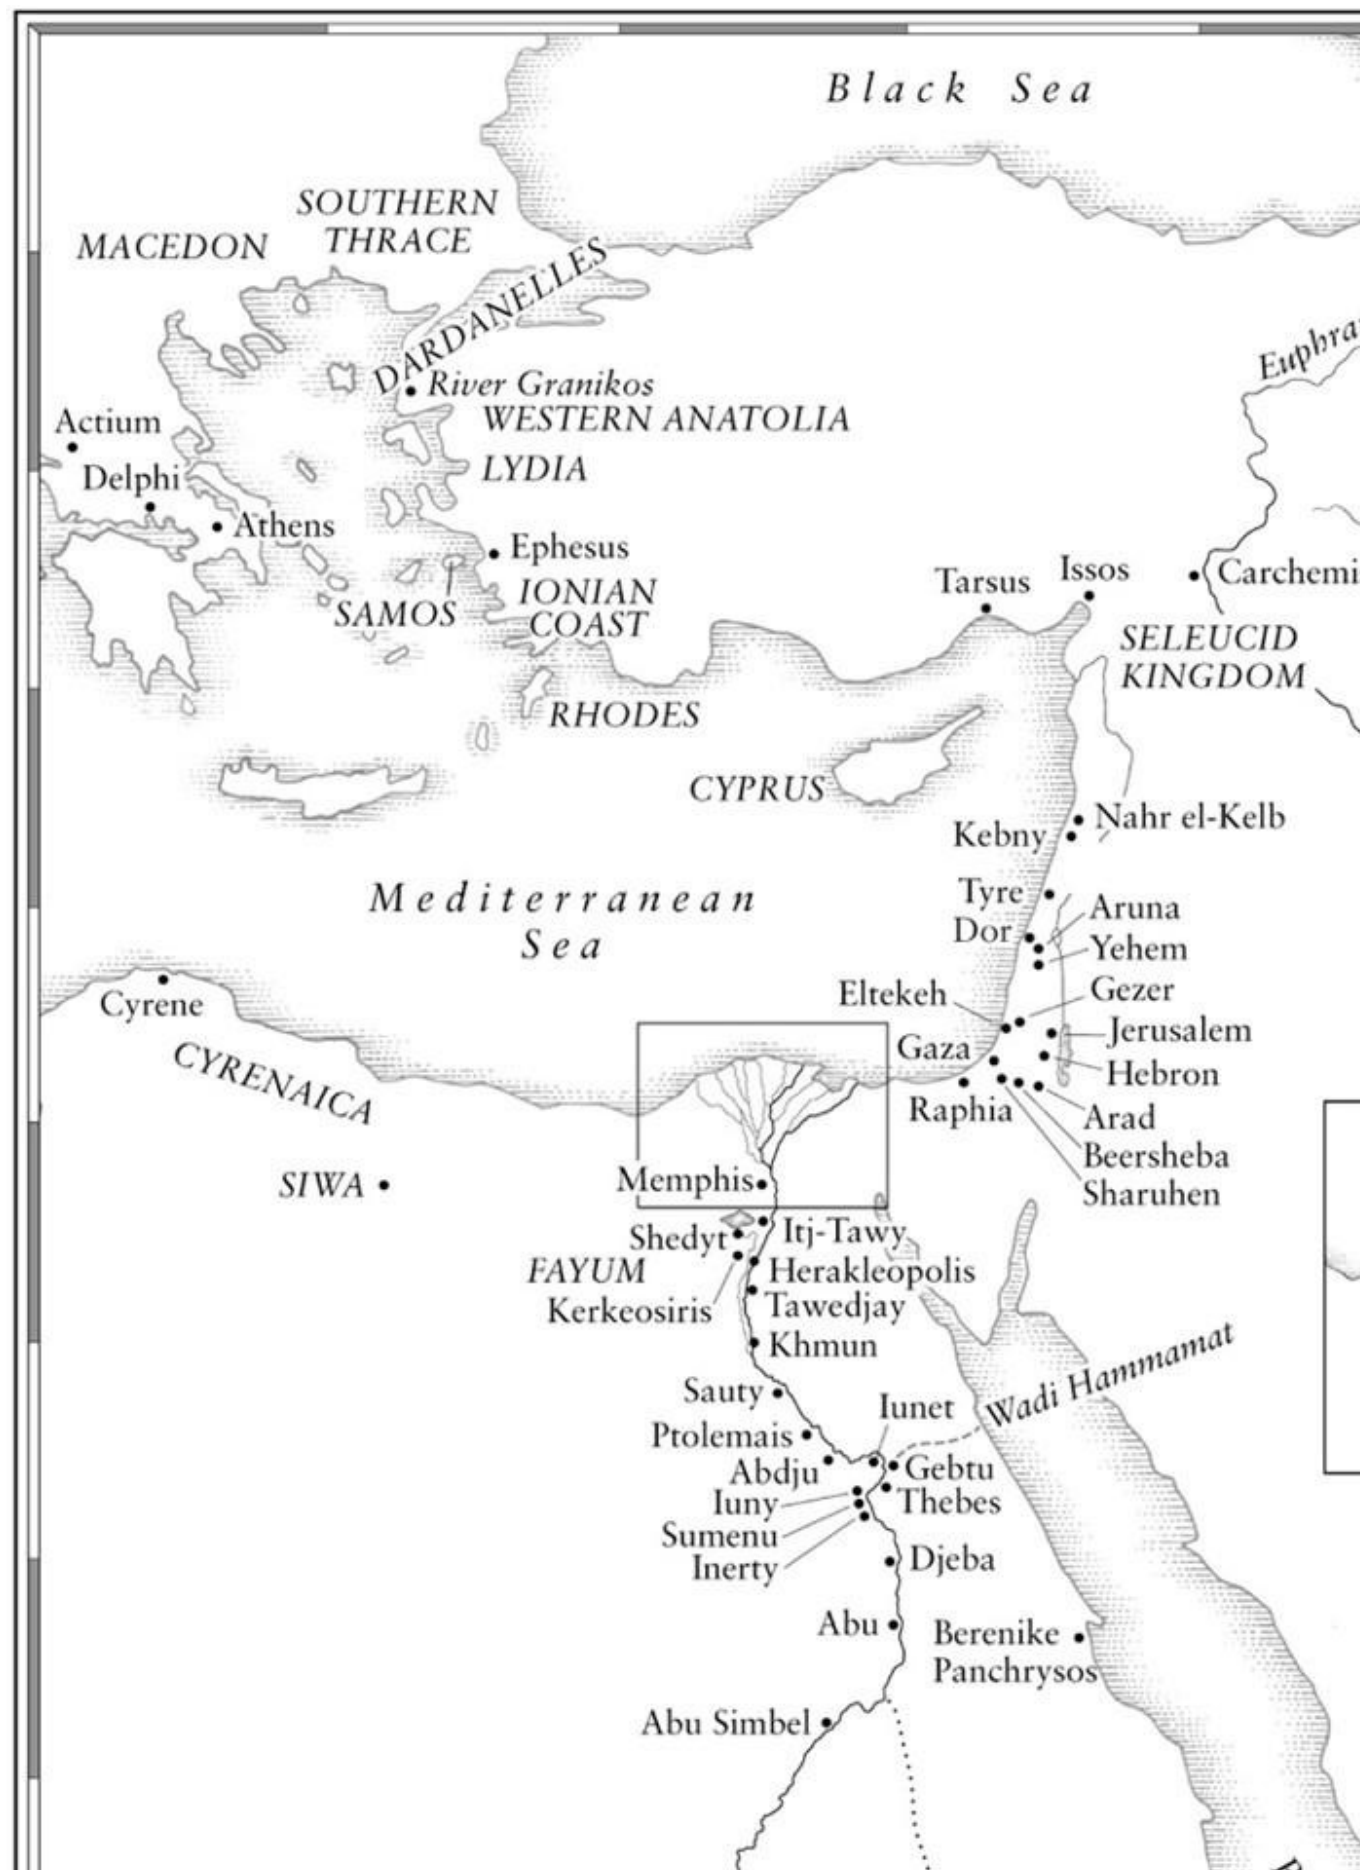 Black Sea
SOUTHERN
THRACE
MACEDON
DARDANELLES
Euphra
River Granikos
WESTERN ANATOLIA
Actium
LYDIA
Delphi
Athens
Ephesus
Issos
Tarsus
Carchemi
IONIAN
COAST
SAMOS
SELEUCID
KINGDOM
RHODES
CYPRUS
Nahr el-Kelb
Kebny
Mediterranean
Sea
Tyre
Aruna
Dor
Yehem
Eltekeh
Gezer
Cyrene
Jerusalem
Gaza
CYRENAICA
Hebron
Raphia
Arad
Beersheba
Memphis
SIWA
Sharuhen
Shedyt
Itj-Tawy
FAYUM
Herakleopolis
Kerkeosiris
Tawedjay
Khmun
Wadi Hammamat
Sauty
Iunet
Ptolemais
Abdju
Gebtu
Iuny
Thebes
Sumenu
Inerty
Djeba
Abu
Berenike
Panchrysos
Abu Simbel